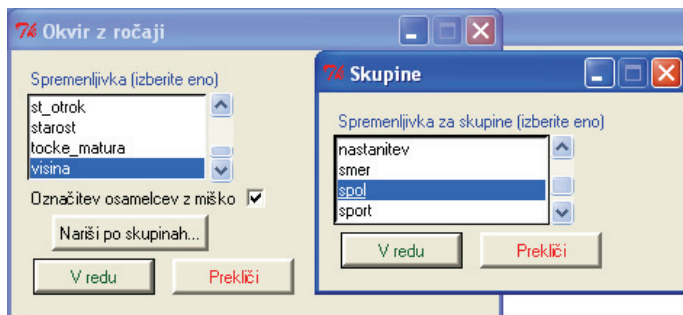 Okvir z ročaji
Spremenljivka (izberite eno)
st_otrok
starost
tocke_matura
visina
Označitev osamelcev z miško
Nariši po skupinah...
V redu
Prekliči
Skupine
Spremenljivka za skupine (izberite eno)
nastanitev
smer
spol
sport
V redu
Prekliči